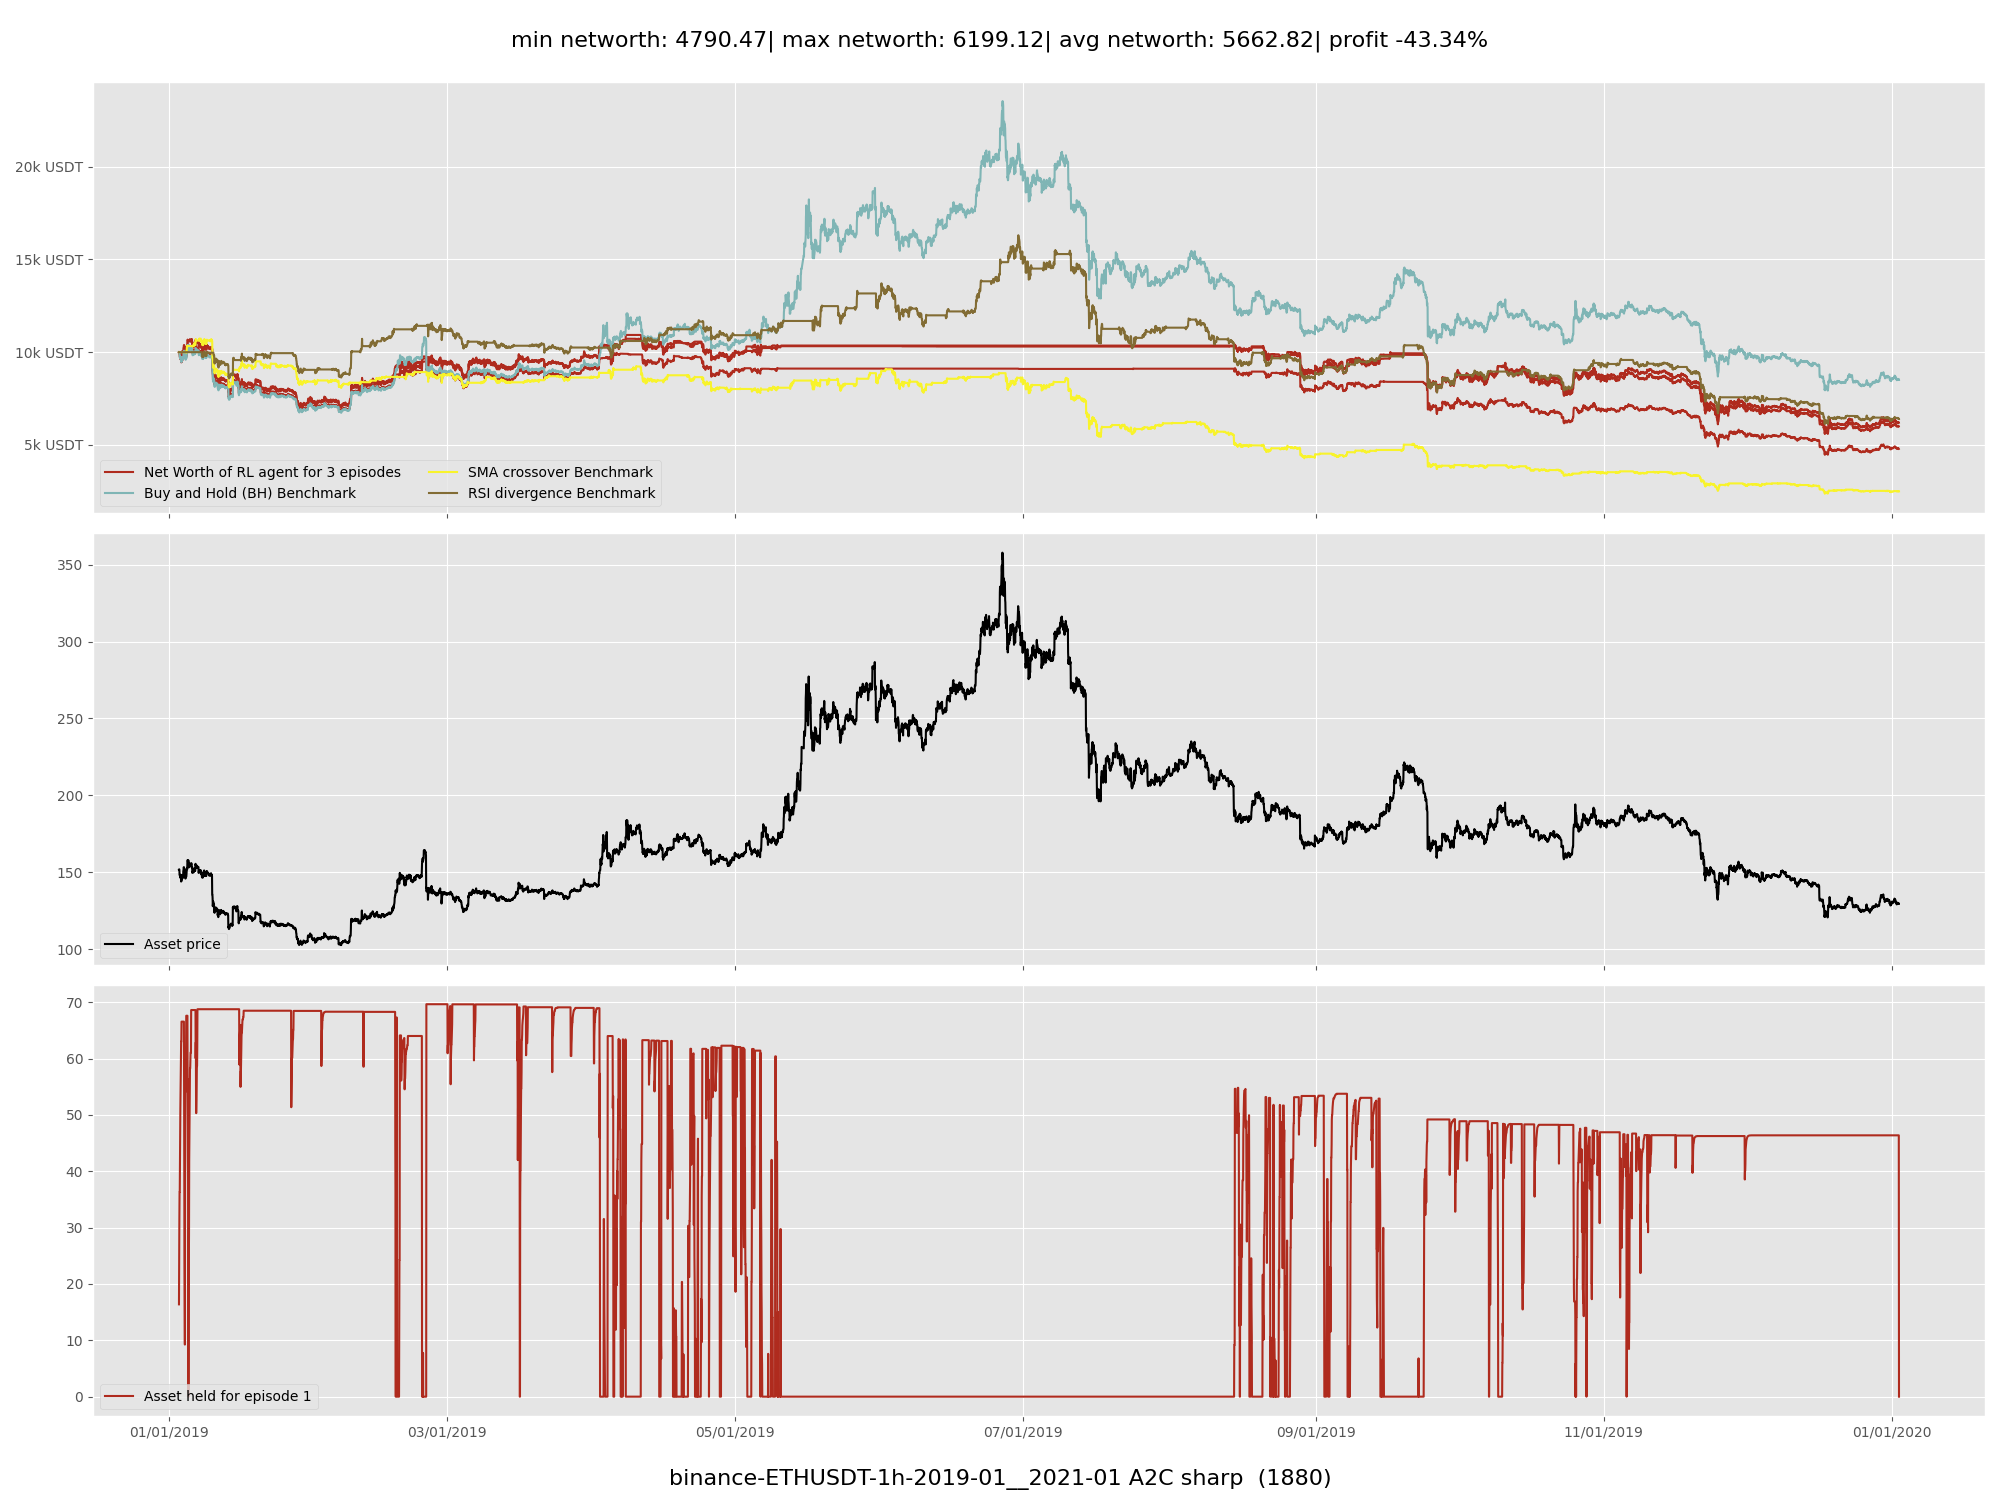 min networth: 4790.47| max networth: 6199.12| avg networth: 5662.82| profit -43.34%
20k USDT
15k USDT
10k USDT
5k USDT
Net Worth of RL agent for 3 episodes
Buy and Hold (BH) Benchmark
SMA crossover Benchmark
RSI divergence Benchmark
350
300
250
200
150
100
Asset price
70
60
50
40
30
20
10
0
Asset held for episode 1
01/01/2019 03/01/2019 05/01/2019 07/01/2019 09/01/2019 11/01/2019 01/01/2020
binance-ETHUSDT-1h-2019-01__2021-01 A2C sharp (1880)